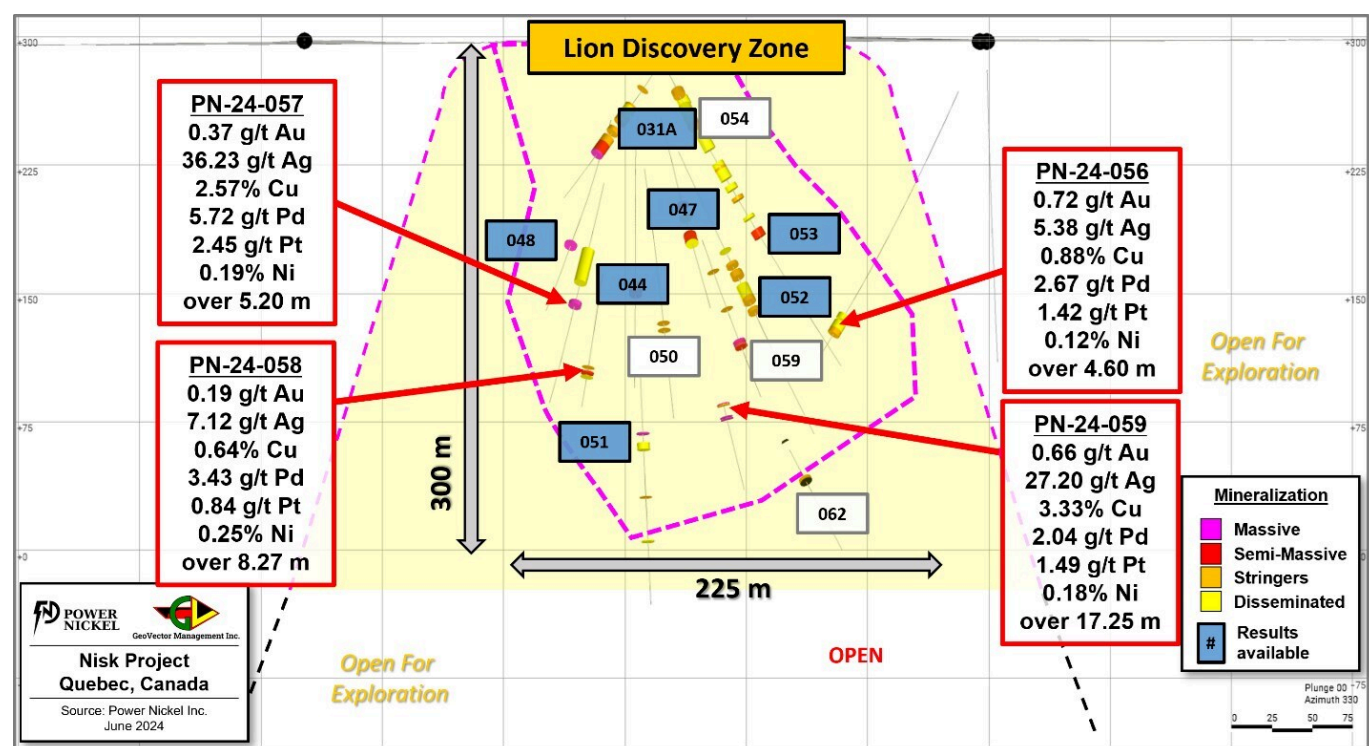 Lion Discovery Zone
+300
+300
PN-24-057
0.37 g/t Au
36.23 g/t Ag
2.57% Cu
5.72 g/t Pd
2.45 g/t Pt
0.19% Ni
over 5.20 m
031A
054
+225
+225
PN-24-056
0.72 g/t Au
5.38 g/t Ag
0.88% Cu
2.67 g/t Pd
1.42 g/t Pt
0.12% Ni
over 4.60 m
047
048
053
044
052
+150
+150
050
059
Open For
Exploration
PN-24-058
0.19 g/t Au
7.12 g/t Ag
0.64% Cu
3.43 g/t Pd
0.84 g/t Pt
0.25% Ni
over 8.27 m
+75
+75
051
300 m
062
PN-24-059
0.66 g/t Au
27.20 g/t Ag
3.33% Cu
2.04 g/t Pd
1.49 g/t Pt
0.18% Ni
over 17.25 m
+0
225 m
Mineralization
Massive
Semi-Massive
Stringers
Disseminated
# Results
available
POWER
NICKEL
GeoVector Management Inc.
Nisk Project
Quebec, Canada
Source: Power Nickel Inc.
June 2024
Open For
Exploration
OPEN
-75
Plunge 00
Azimuth 330
0 25 50 75